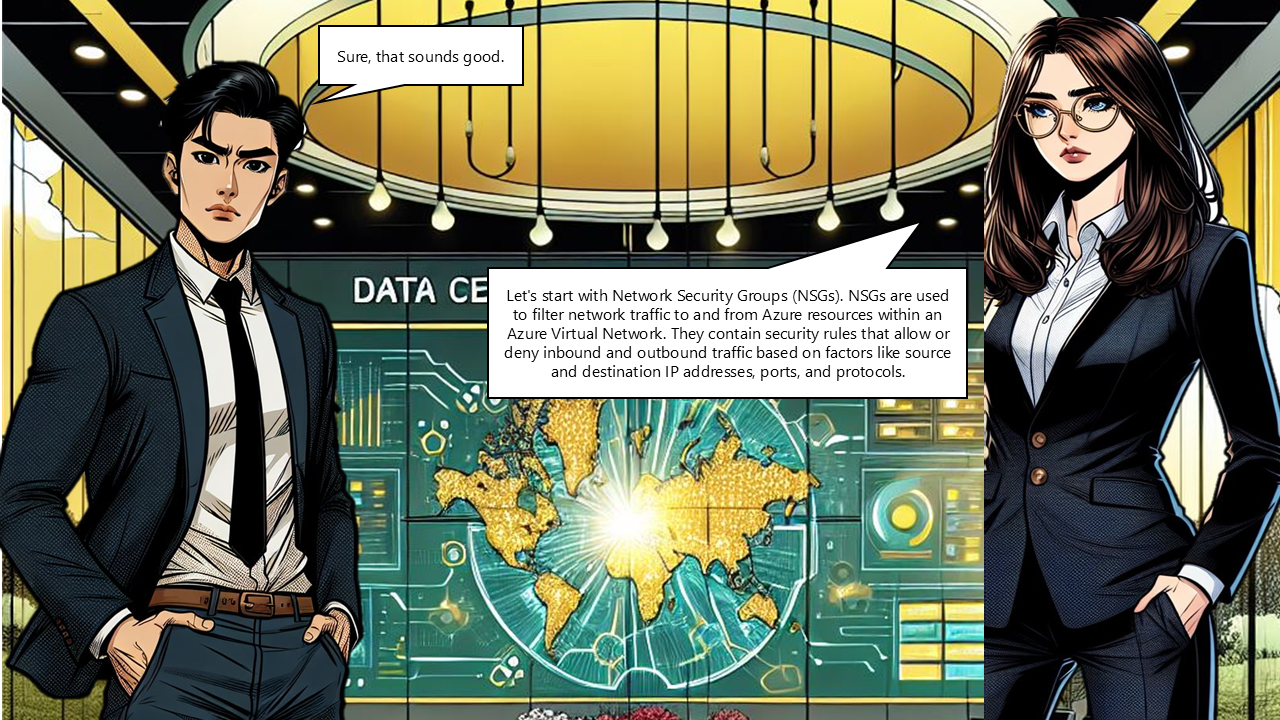 Sure, that sounds good.
DATA CE
Let's start with Network Security Groups (NSGs). NSGs are used
to filter network traffic to and from Azure resources within an
Azure Virtual Network. They contain security rules that allow or
deny inbound and outbound traffic based on factors like source
and destination IP addresses, ports, and protocols.